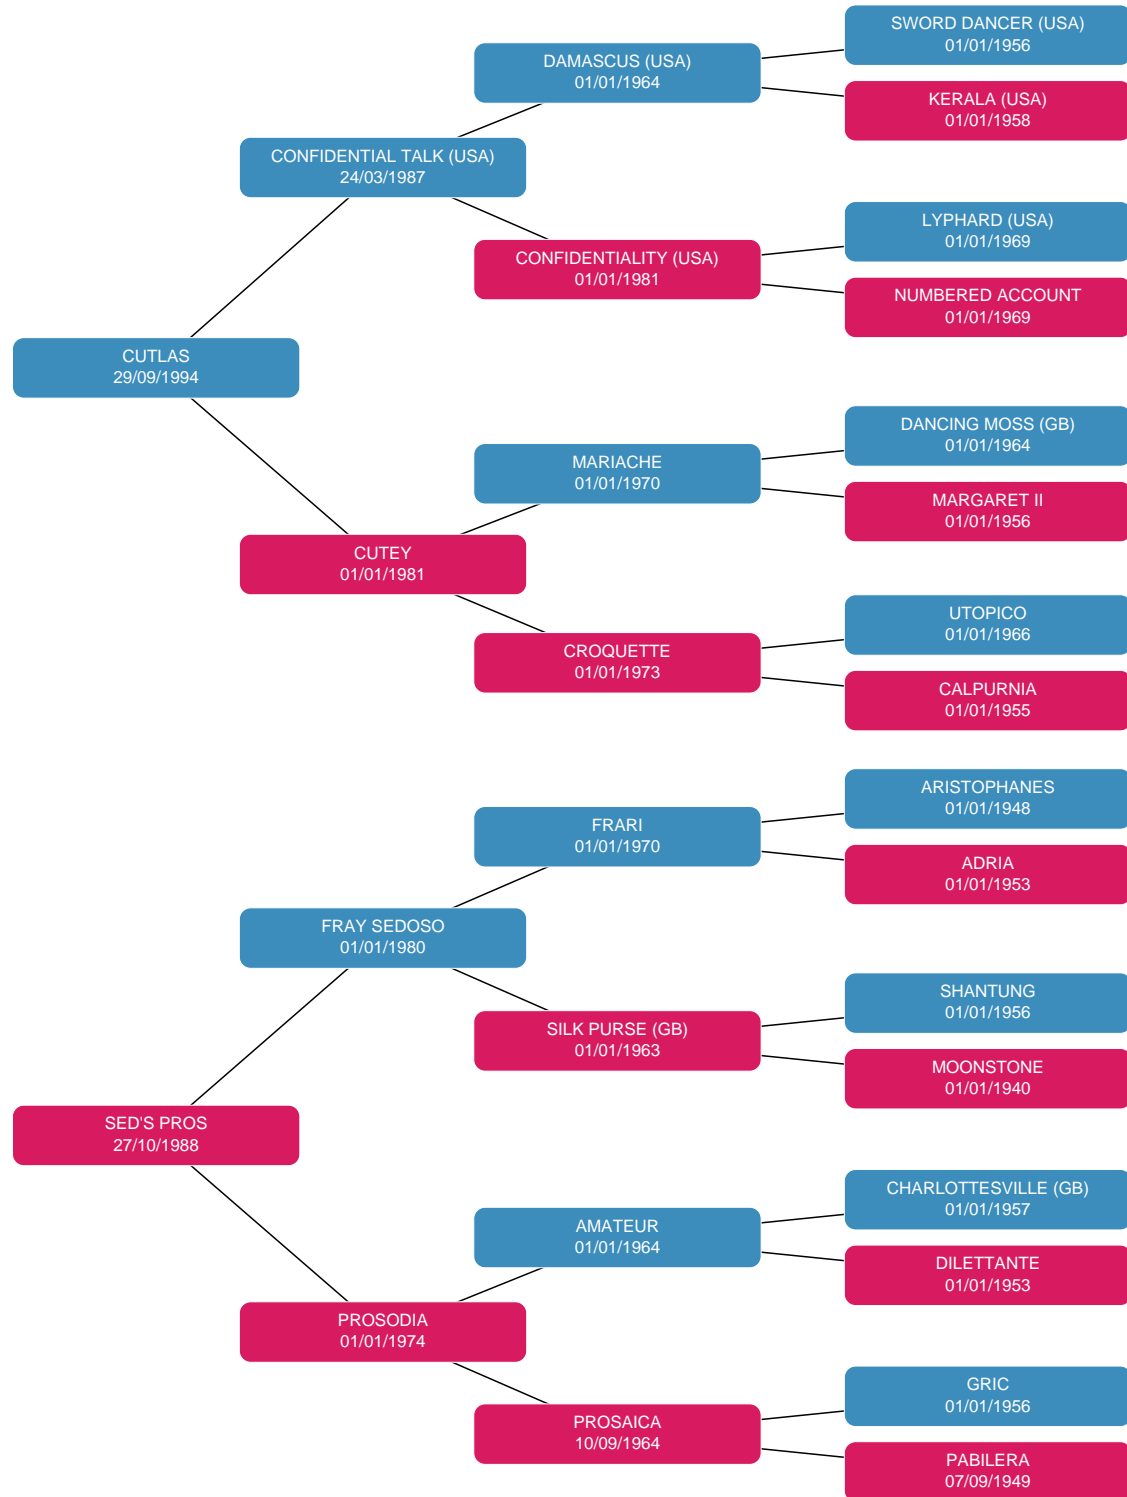 SWORD DANCER (USA)
01/01/1956
DAMASCUS (USA)
01/01/1964
KERALA (USA)
01/01/1958
CONFIDENTIAL TALK (USA)
24/03/1987
LYPHARD (USA)
01/01/1969
CONFIDENTIALITY (USA)
01/01/1981
NUMBERED ACCOUNT
01/01/1969
CUTLAS
29/09/1994
DANCING MOSS (GB)
01/01/1964
MARIACHE
01/01/1970
MARGARET II
01/01/1956
CUTEY
01/01/1981
UTOPICO
01/01/1966
CROQUETTE
01/01/1973
CALPURNIA
01/01/1955
ARISTOPHANES
01/01/1948
FRARI
01/01/1970
ADRIA
01/01/1953
FRAY SEDOSO
01/01/1980
SHANTUNG
01/01/1956
SILK PURSE (GB)
01/01/1963
MOONSTONE
01/01/1940
SED'S PROS
27/10/1988
CHARLOTTESVILLE (GB)
01/01/1957
AMATEUR
01/01/1964
DILETTANTE
01/01/1953
PROSODIA
01/01/1974
GRIC
01/01/1956
PROSAICA
10/09/1964
PABILERA
07/09/1949